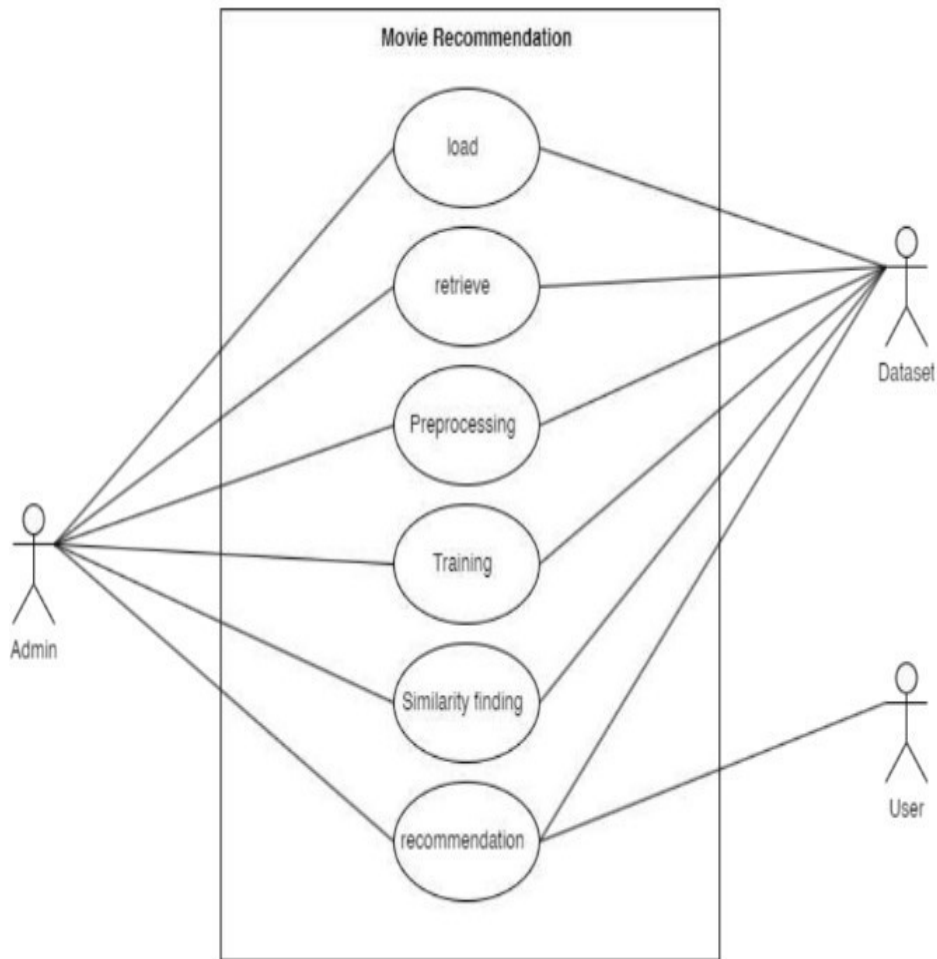 Movie Recommendation
load
retrieve
Dataset
Preprocessing
Training
Admin
Similarity finding
User
recommendation